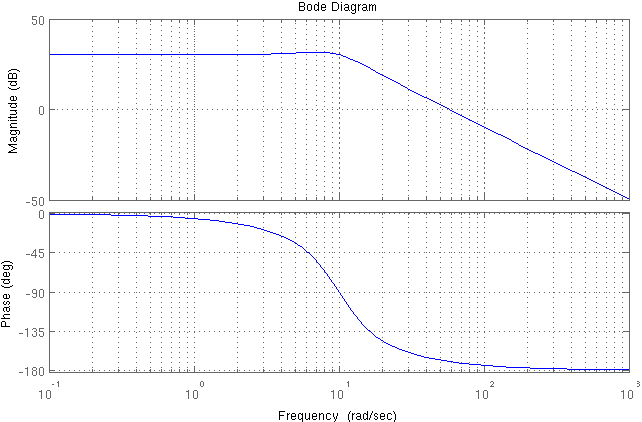 Bode Diagram
Magnitude (dB)
50
0
-50
Phase (deg)
0
-45
-90
-135
-180
10^-1 10^0 10^1 10^2 10^3
Frequency (rad/sec)